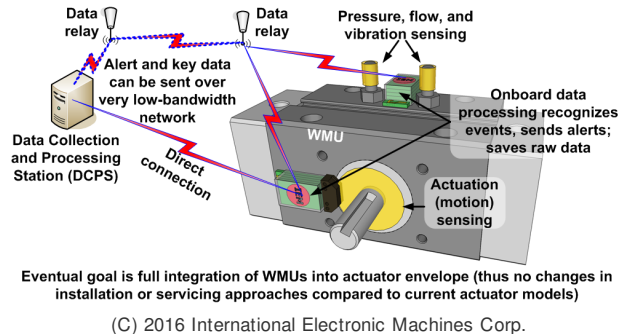 Data
relay
Data
relay
Pressure, flow, and
vibration sensing
Alert and key data
can be sent over
very low-bandwidth
network
Onboard data
processing recognizes
events, sends alerts;
saves raw data
WMU
Data Collection
and Processing
Station (DCPS)
Direct
connection
Actuation
(motion)
sensing
Eventual goal is full integration of WMUs into actuator envelope (thus no changes in
installation or servicing approaches compared to current actuator models)
(C) 2016 International Electronic Machines Corp.